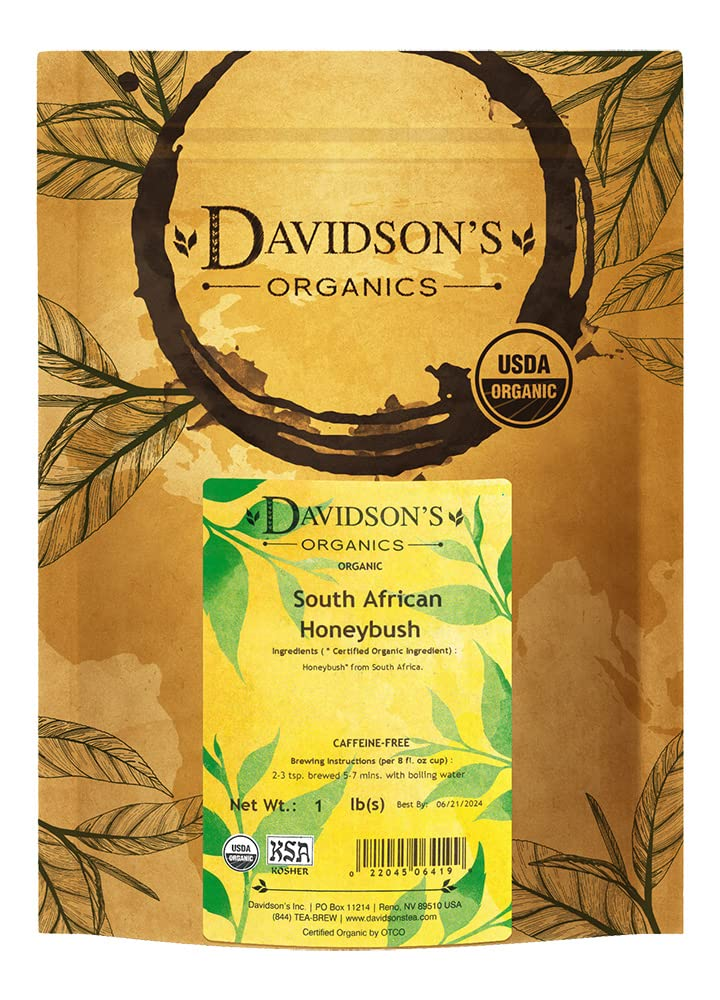 DAVIDSON'S
ORGANICS
USDA
ORGANIC
DAVIDSON'S
ORGANICS
ORGANIC
South African
Honeybush
Ingredients ( * Certified Organic Ingredient) :
Honeybush* from South Africa.
CAFFEINE-FREE
Brewing Instructions (per 8 fl. oz cup) :
2-3 tsp. brewed 5-7 mins. with boiling water
Net Wt.: 1 lb(s) Best By: 06/21/2024
USDA
ORGANIC
KSA
KOSHER
0 22045 06419 9
Davidson's Inc. | PO Box 11214 | Reno, NV 89510 USA
(844) TEA-BREW | www.davidsonstea.com
Certified Organic by OTCO